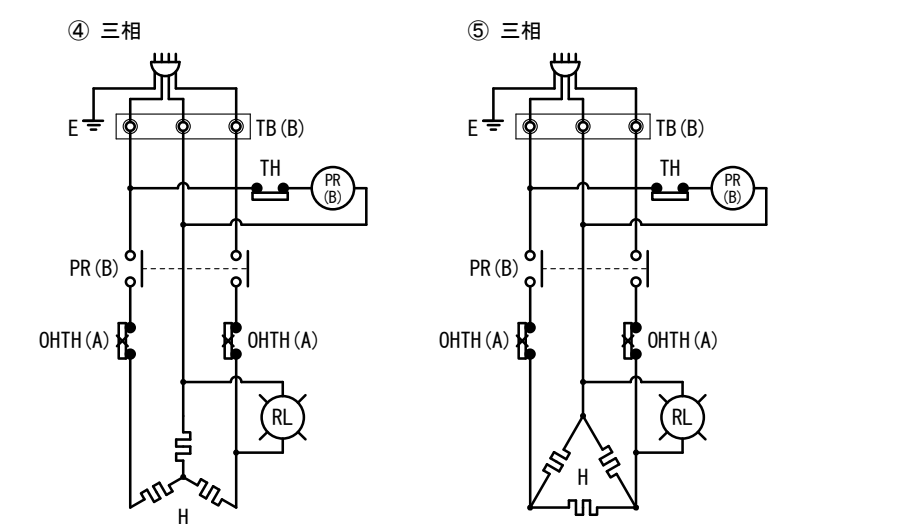 ④ 三相
⑤ 三相
E
TB(B)
TH
PR
(B)
PR(B)
OHTH(A)
OHTH(A)
RL
H
E
TB(B)
TH
PR
(B)
PR(B)
OHTH(A)
OHTH(A)
RL
H